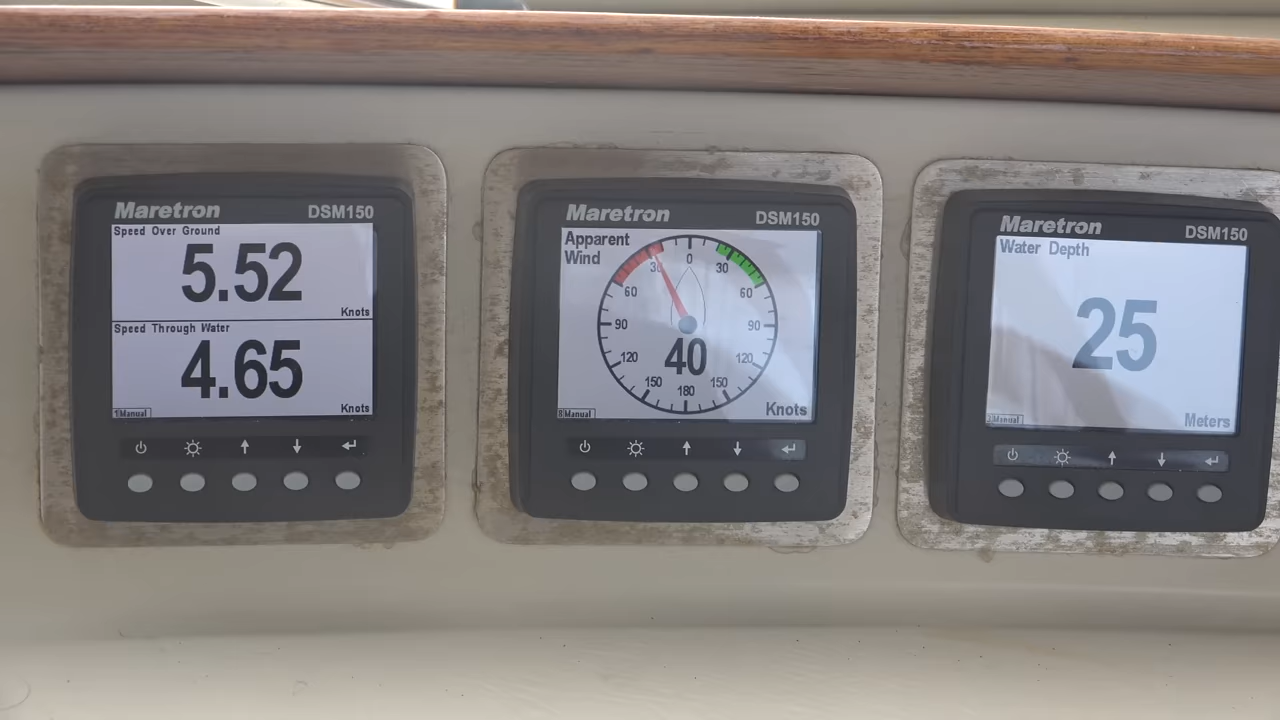 Maretron DSM150
Speed Over Ground
5.52
Knots
Speed Through Water
4.65
Knots
1 Manual
Maretron DSM150
Apparent
Wind
0
30 30
60 60
90 90
120 120
150 150
180
40
8 Manual
Knots
Maretron DSM150
Water Depth
25
Manual
Meters